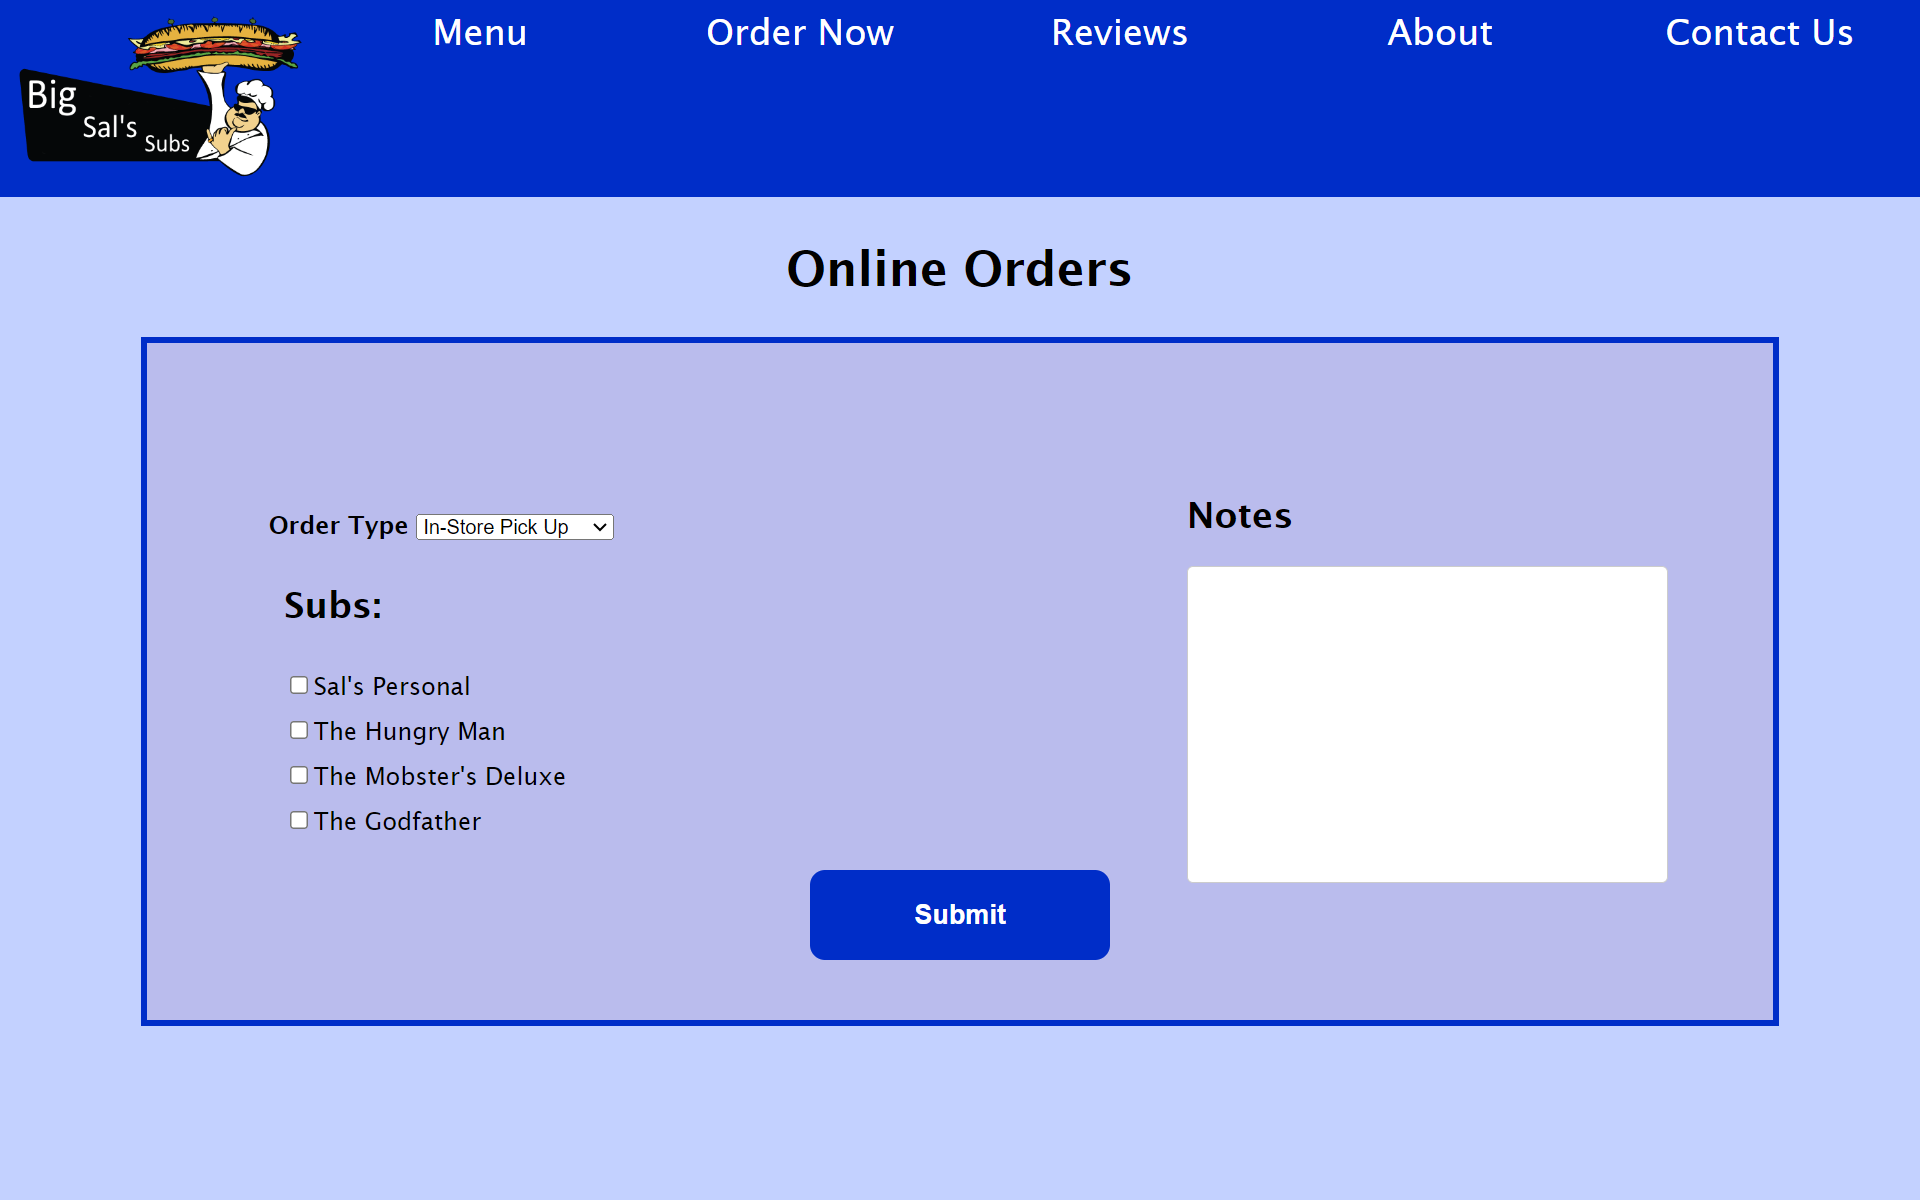 Big
Sal's
Subs
Menu
Order Now
Reviews
About
Contact Us
Online Orders
Order Type In-Store Pick Up
Subs:
Sal's Personal
The Hungry Man
The Mobster's Deluxe
The Godfather
Notes
Submit